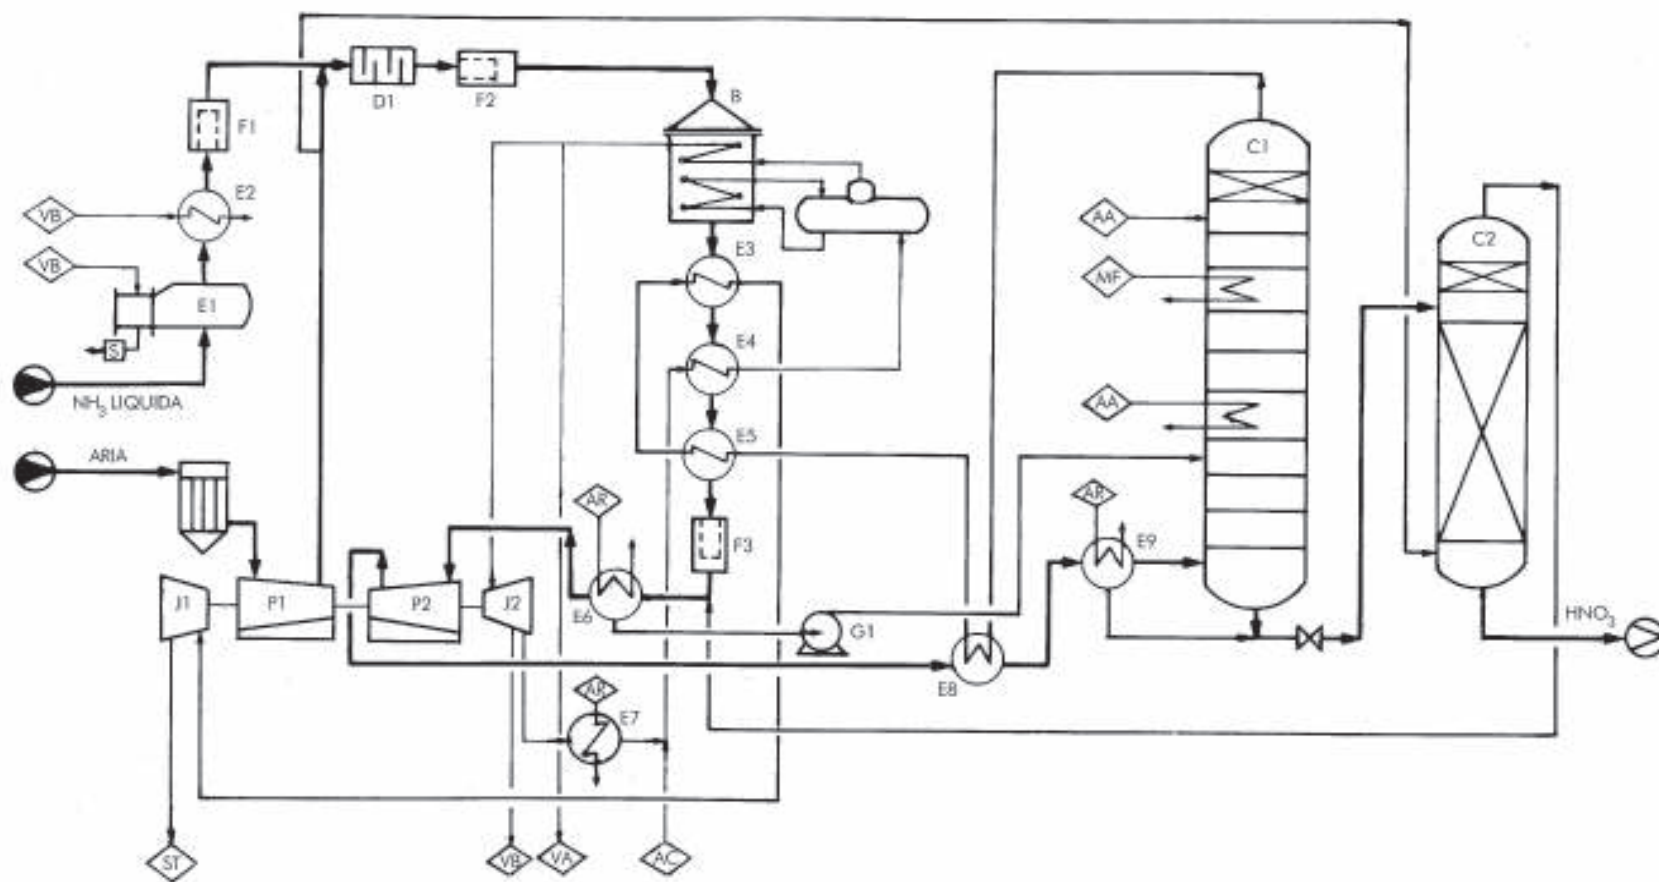 D1
F2
B
F1
C1
E2
VB
AA
C2
E3
VB
MF
E1
S
E4
NH₃ LIQUIDA
AA
ARIA
E5
AR
AR
F3
E9
J1
P1
P2
J2
E6
G1
HNO₃
E8
AR
E7
ST
VB
VA
AC